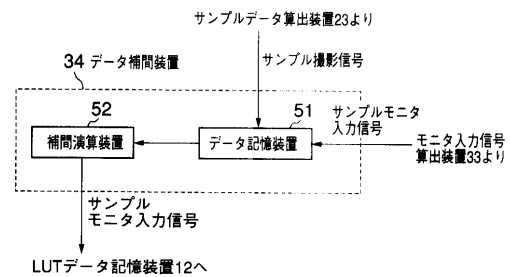 サンプルデータ算出装置23より
34 データ補間装置
サンプル撮影信号
52
51
サンプルモニタ
入力信号
補間演算装置
データ記憶装置
モニタ入力信号
算出装置33より
サンプル
モニタ入力信号
LUTデータ記憶装置12へ